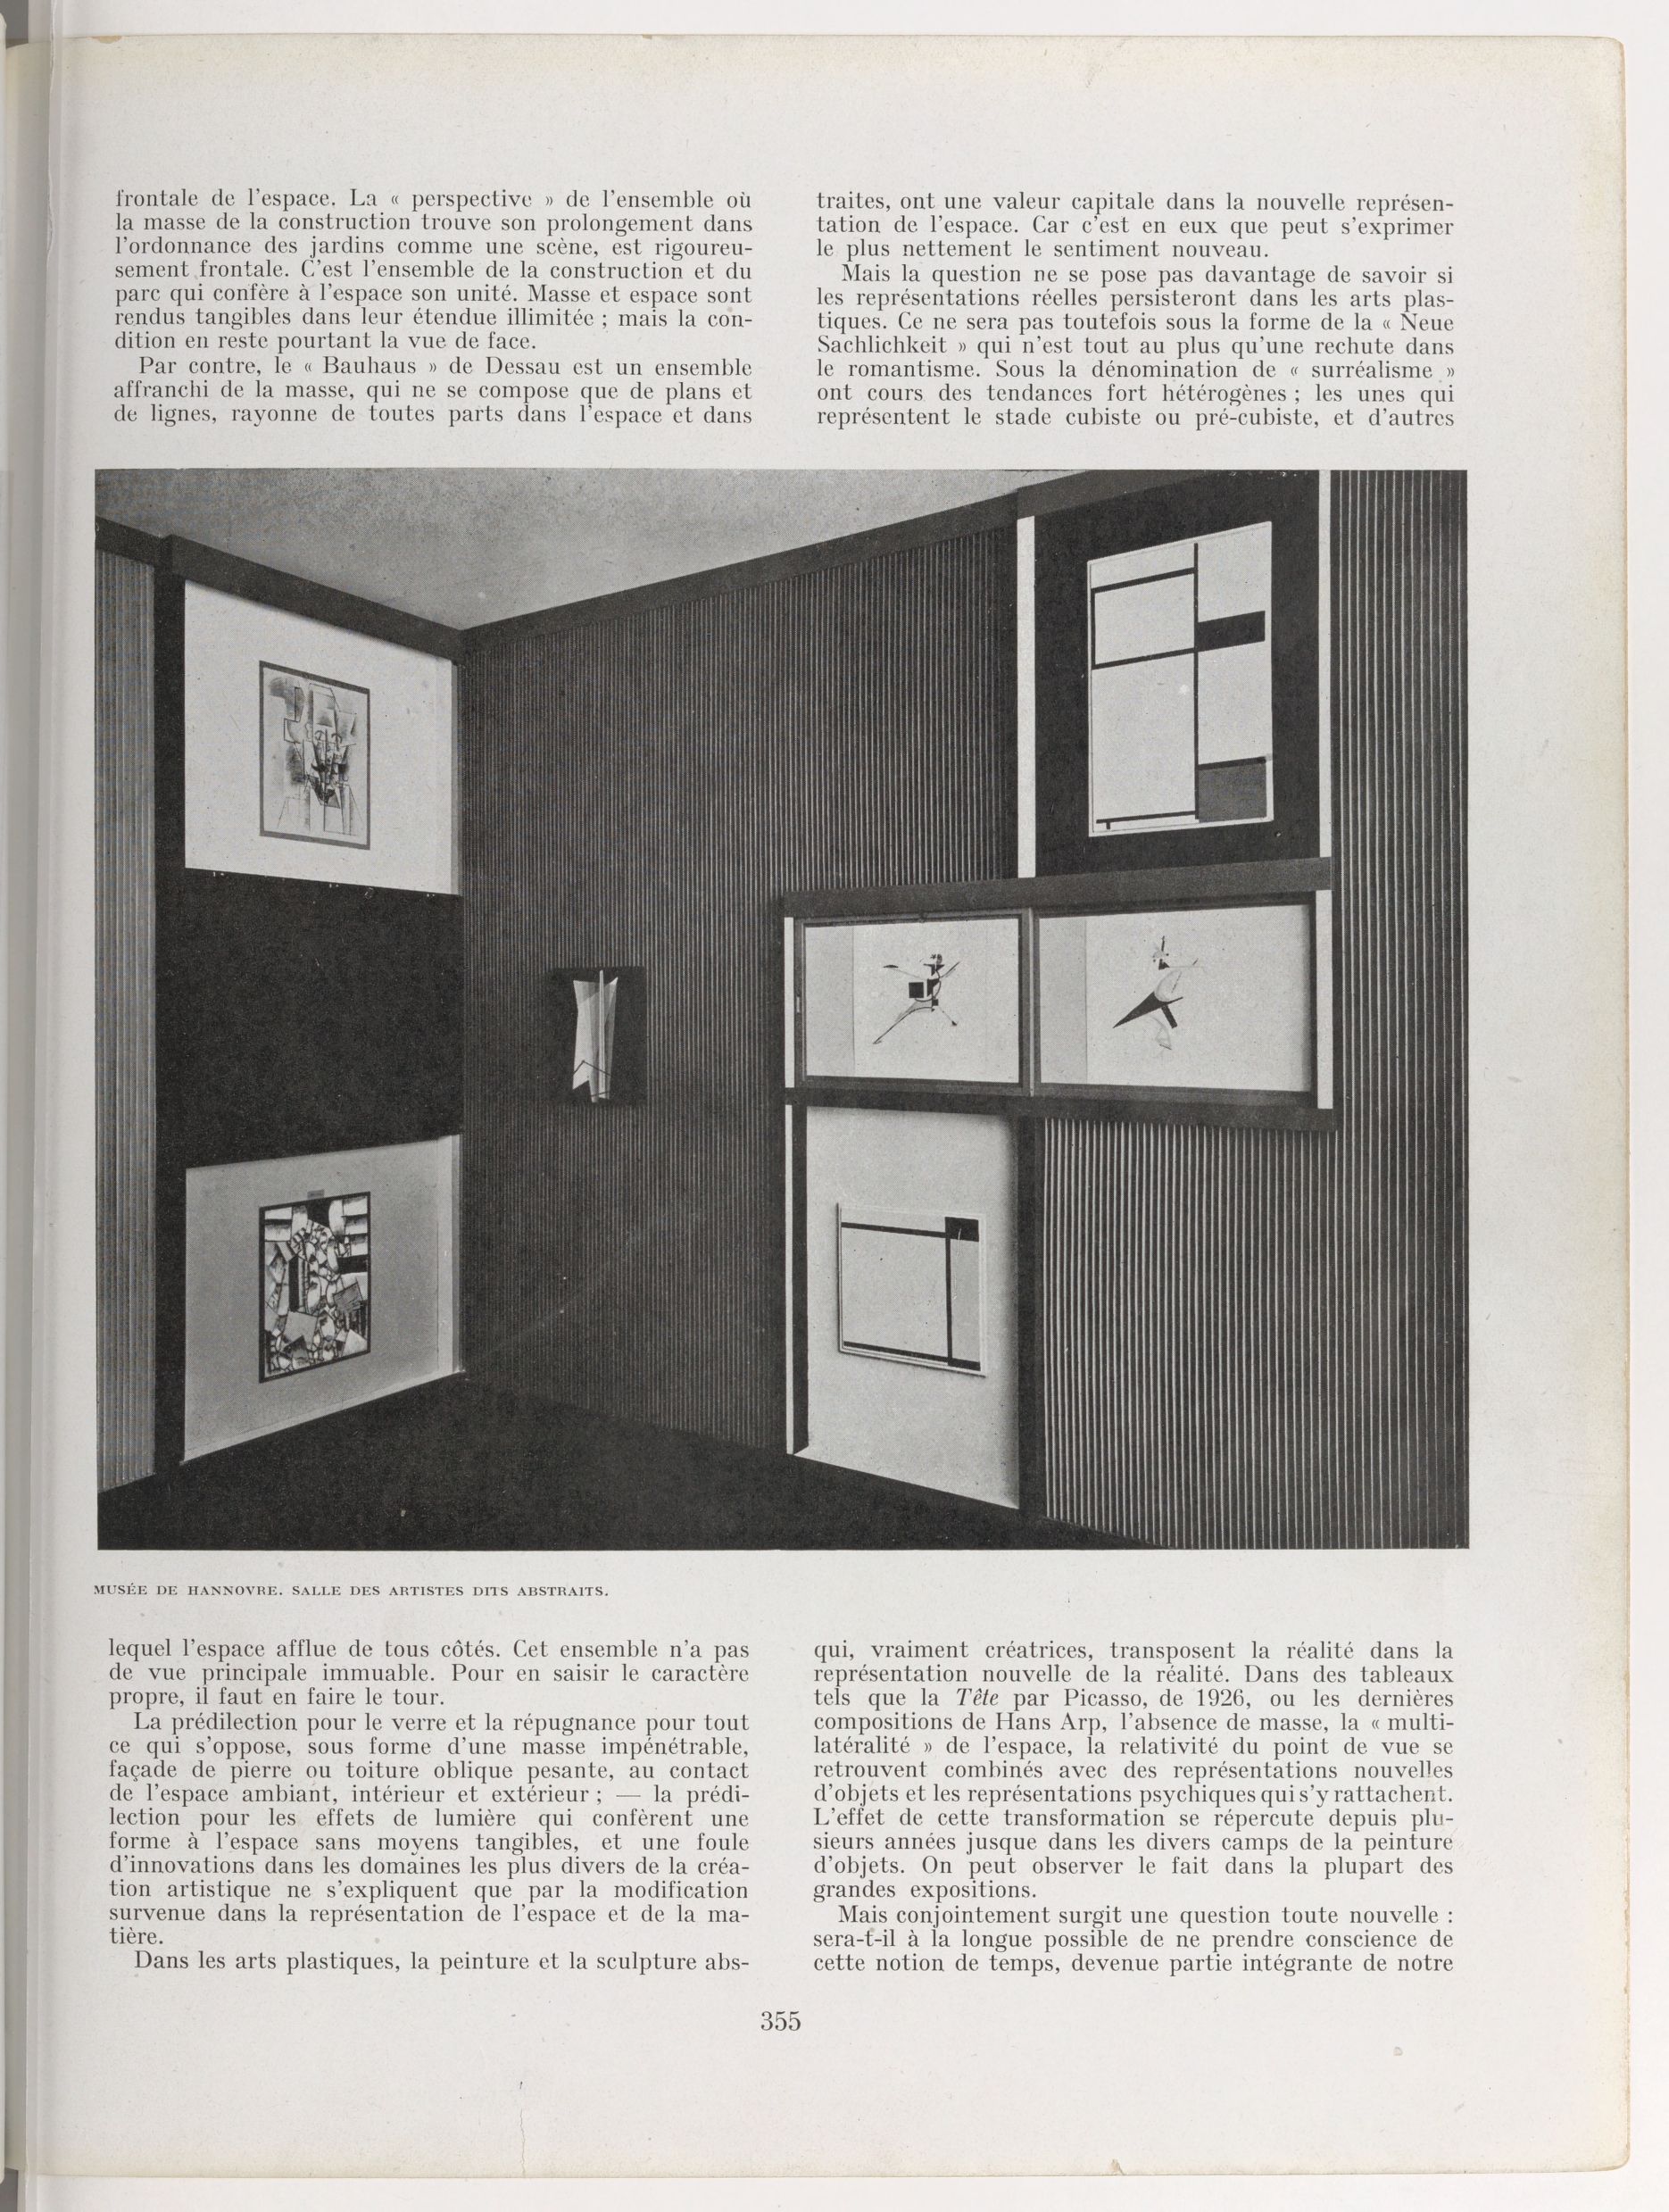 frontale de l'espace. La « perspective » de l'ensemble où
la masse de la construction trouve son prolongement dans
l'ordonnance des jardins comme une scène, est rigoureu-
sement frontale. C'est l'ensemble de la construction et du
parc qui confère à l'espace son unité. Masse et espace sont
rendus tangibles dans leur étendue illimitée ; mais la con-
dition en reste pourtant la vue de face.
Par contre, le « Bauhaus » de Dessau est un ensemble
affranchi de la masse, qui ne se compose que de plans et
de lignes, rayonne de toutes parts dans l'espace et dans
lequel l'espace afflue de tous côtés. Cet ensemble n'a pas
de vue principale immuable. Pour en saisir le caractère
propre, il faut en faire le tour.
La prédilection pour le verre et la répugnance pour tout
ce qui s'oppose, sous forme d'une masse impénétrable,
façade de pierre ou toiture oblique pesante, au contact
de l'espace ambiant, intérieur et extérieur ; — la prédi-
lection pour les effets de lumière qui confèrent une
forme à l'espace sans moyens tangibles, et une foule
d'innovations dans les domaines les plus divers de la créa-
tion artistique ne s'expliquent que par la modification
survenue dans la représentation de l'espace et de la ma-
tière.
Dans les arts plastiques, la peinture et la sculpture abs-
traites, ont une valeur capitale dans la nouvelle représen-
tation de l'espace. Car c'est en eux que peut s'exprimer
le plus nettement le sentiment nouveau.
Mais la question ne se pose pas davantage de savoir si
les représentations réelles persisteront dans les arts plas-
tiques. Ce ne sera pas toutefois sous la forme de la « Neue
Sachlichkeit » qui n'est tout au plus qu'une rechute dans
le romantisme. Sous la dénomination de « surréalisme »
ont cours des tendances fort hétérogènes ; les unes qui
représentent le stade cubiste ou pré-cubiste, et d'autres
qui, vraiment créatrices, transposent la réalité dans la
représentation nouvelle de la réalité. Dans des tableaux
tels que la Tête par Picasso, de 1926, ou les dernières
compositions de Hans Arp, l'absence de masse, la « multi-
latéralité » de l'espace, la relativité du point de vue se
retrouvent combinés avec des représentations nouvelles
d'objets et les représentations psychiques qui s'y rattachent.
L'effet de cette transformation se répercute depuis plu-
sieurs années jusque dans les divers camps de la peinture
d'objets. On peut observer le fait dans la plupart des
grandes expositions.
Mais conjointement surgit une question toute nouvelle :
sera-t-il à la longue possible de ne prendre conscience de
cette notion de temps, devenue partie intégrante de notre
MUSÉE DE HANNOVRE. SALLE DES ARTISTES DITS ABSTRAITS.
355